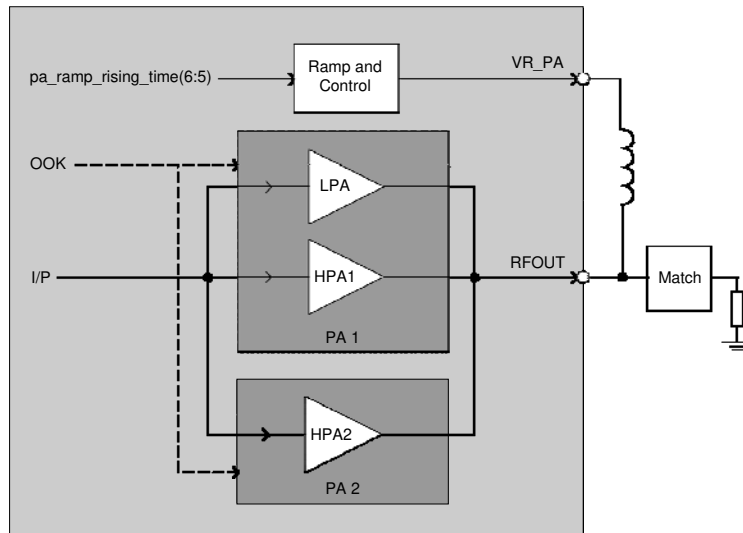 pa_ramp_rising_time(6:5)
Ramp and
Control
VR_PA
OOK
LPA
I/P
HPA1
RFOUT
Match
PA 1
HPA2
PA 2